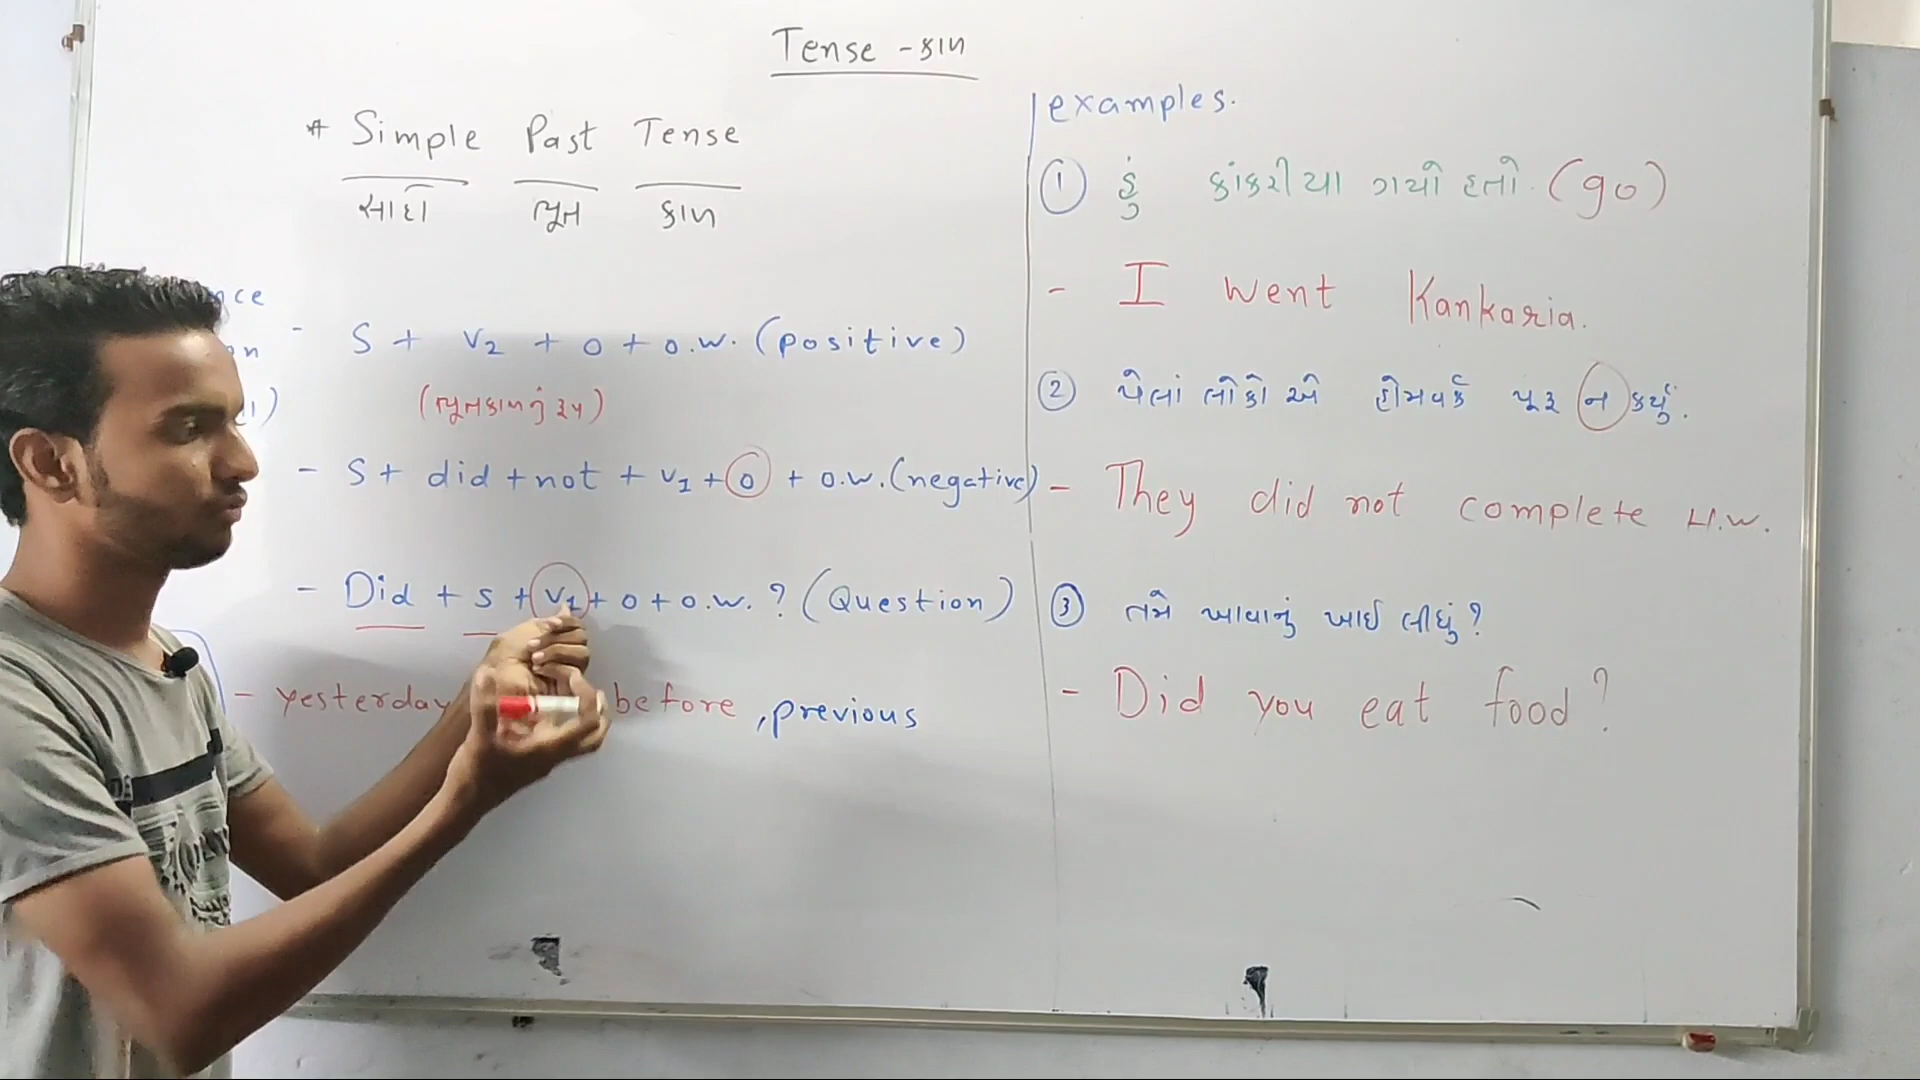 Tense - કાળ
* Simple Past Tense
સાદો ભૂત કાળ
- S + V2 + O + O.W. (positive)
(ભૂતકાળનું રૂપ)
- S + did + not + V1 + O + O.W. (negative)
- Did + S + V1 + O + O.W. ? (Question)
- yesterday before, previous
examples.
① હું કાંકરીયા ગયો હતો. (go)
- I went Kankaria.
② પેલાં લોકો એ હોમવર્ક પૂરૂ ન કર્યું.
- They did not complete H.W.
③ તમે ખાવાનું ખાઈ લીધું?
- Did you eat food?